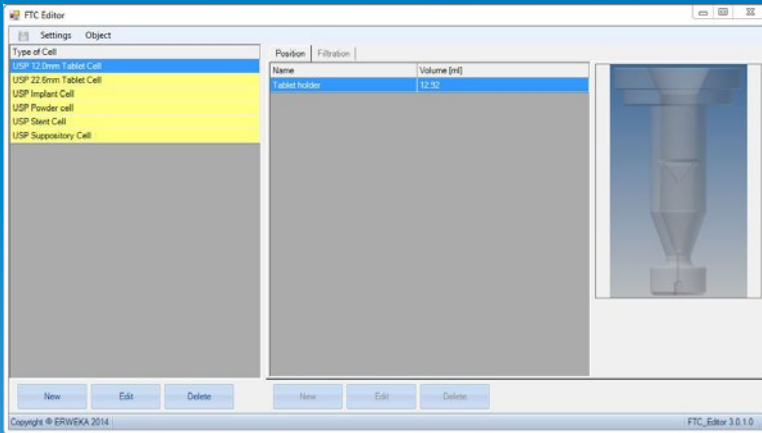 FTC Editor
Settings Object
Type of Cell
USP 12.0mm Tablet Cell
USP 22.6mm Tablet Cell
USP Implant Cell
USP Powder cell
USP Stent Cell
USP Suppository Cell
Position Filtration
Name Volume [ml]
Tablet holder 12,92
New Edit Delete
New Edit Delete
Copyright © ERWEKA 2014
FTC_Editor 3.0.1.0